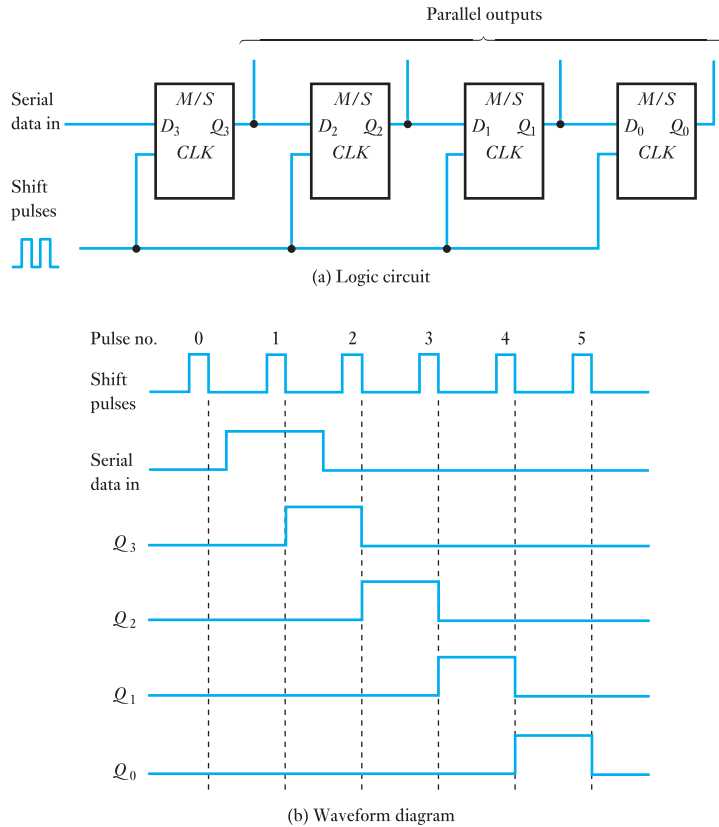 Parallel outputs
M/S M/S M/S M/S
Serial
data in
D3 Q3 D2 Q2 D1 Q1 D0 Q0
CLK CLK CLK CLK
Shift
pulses
(a) Logic circuit
Pulse no. 0 1 2 3 4 5
Shift
pulses
Serial
data in
Q3
Q2
Q1
Q0
(b) Waveform diagram